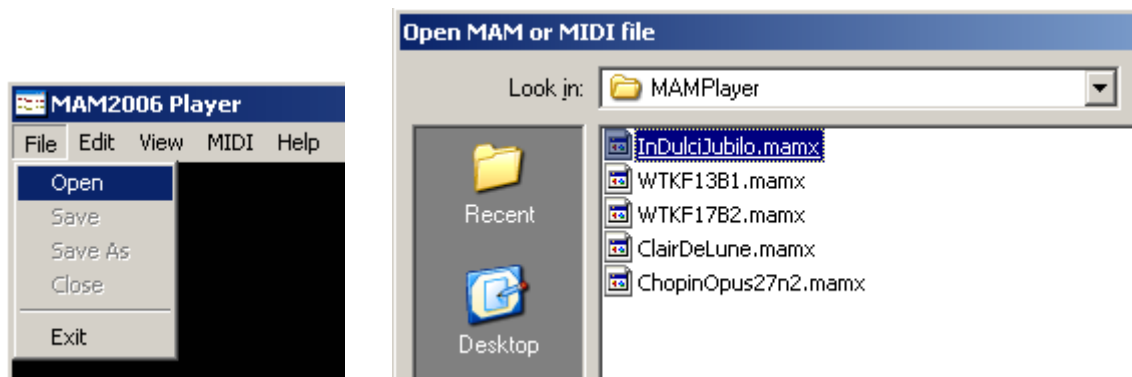 MAM2006 Player
File Edit View MIDI Help
Open
Save
Save As
Close
Exit
Open MAM or MIDI file
Look in: MAMPlayer
Recent
Desktop
InDulciJubilo.mamx
WTKF13B1.mamx
WTKF17B2.mamx
ClairDeLune.mamx
ChopinOpus27n2.mamx